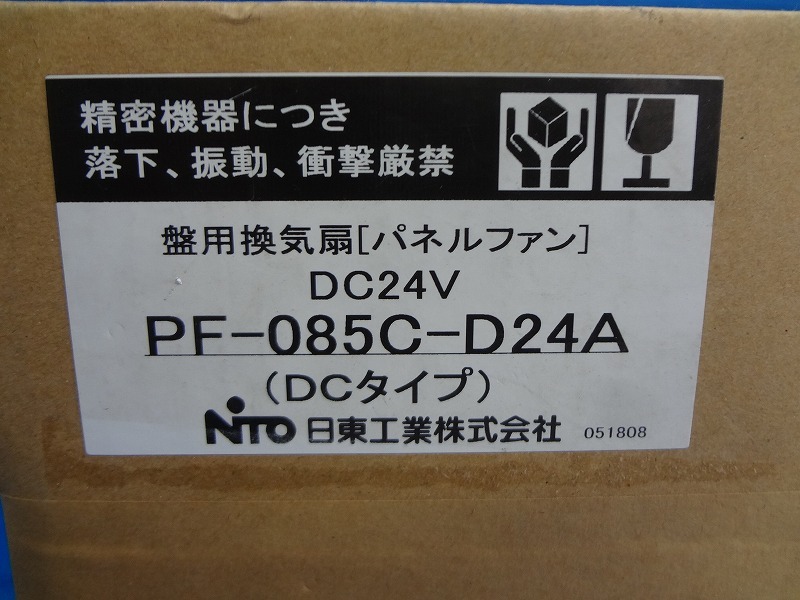 精密機器につき
落下、振動、衝撃厳禁
盤用換気扇[パネルファン]
DC24V
PF-085C-D24A
(DCタイプ)
NITO 日東工業株式会社 051808